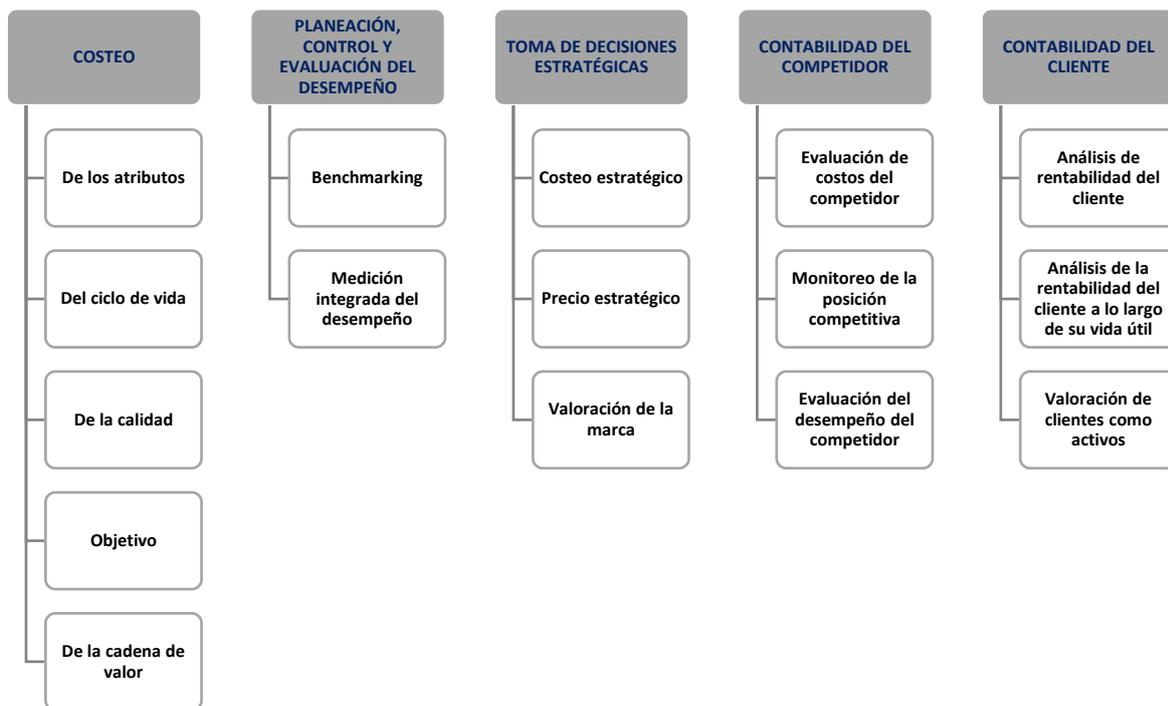 COSTEO
De los atributos
Del ciclo de vida
De la calidad
Objetivo
De la cadena de
valor
PLANEACIÓN,
CONTROL Y
EVALUACIÓN DEL
DESEMPEÑO
Benchmarking
Medición
integrada del
desempeño
TOMA DE DECISIONES
ESTRATÉGICAS
Costeo estratégico
Precio estratégico
Valoración de la
marca
CONTABILIDAD DEL
COMPETIDOR
Evaluación de
costos del
competidor
Monitoreo de la
posición
competitiva
Evaluación del
desempeño del
competidor
CONTABILIDAD DEL
CLIENTE
Análisis de
rentabilidad del
cliente
Análisis de la
rentabilidad del
cliente a lo largo
de su vida útil
Valoración de
clientes como
activos